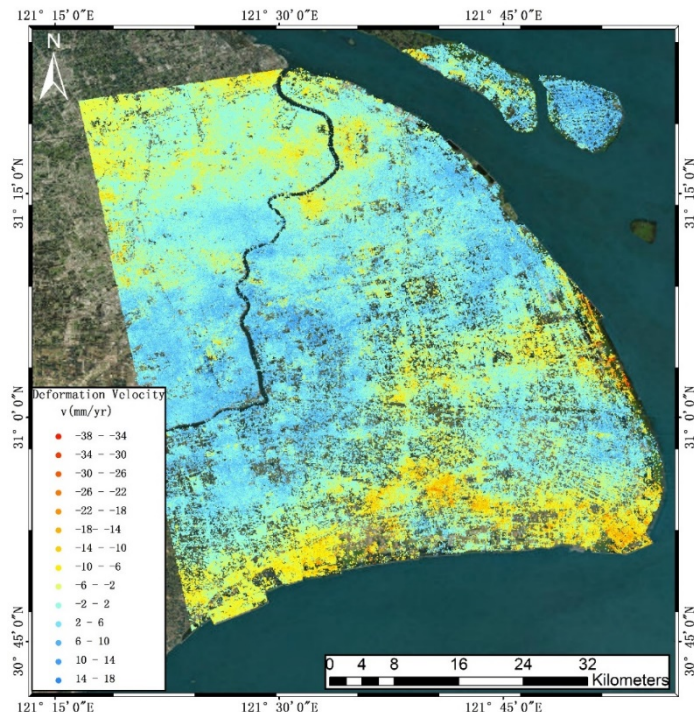 121° 15′ 0″E 121° 30′ 0″E 121° 45′ 0″E
N
31° 15′ 0″N 31° 15′ 0″N
31° 0′ 0″N 31° 0′ 0″N
30° 45′ 0″N
Deformation Velocity
v(mm/yr)
-38 - -34
-34 - -30
-30 - -26
-26 - -22
-22 - -18
-18 - -14
-14 - -10
-10 - -6
-6 - -2
-2 - 2
2 - 6
6 - 10
10 - 14
14 - 18
0 2 4 8 16 24 32
Kilometers
30° 45′ 0″N
121° 15′ 0″E 121° 30′ 0″E 121° 45′ 0″E